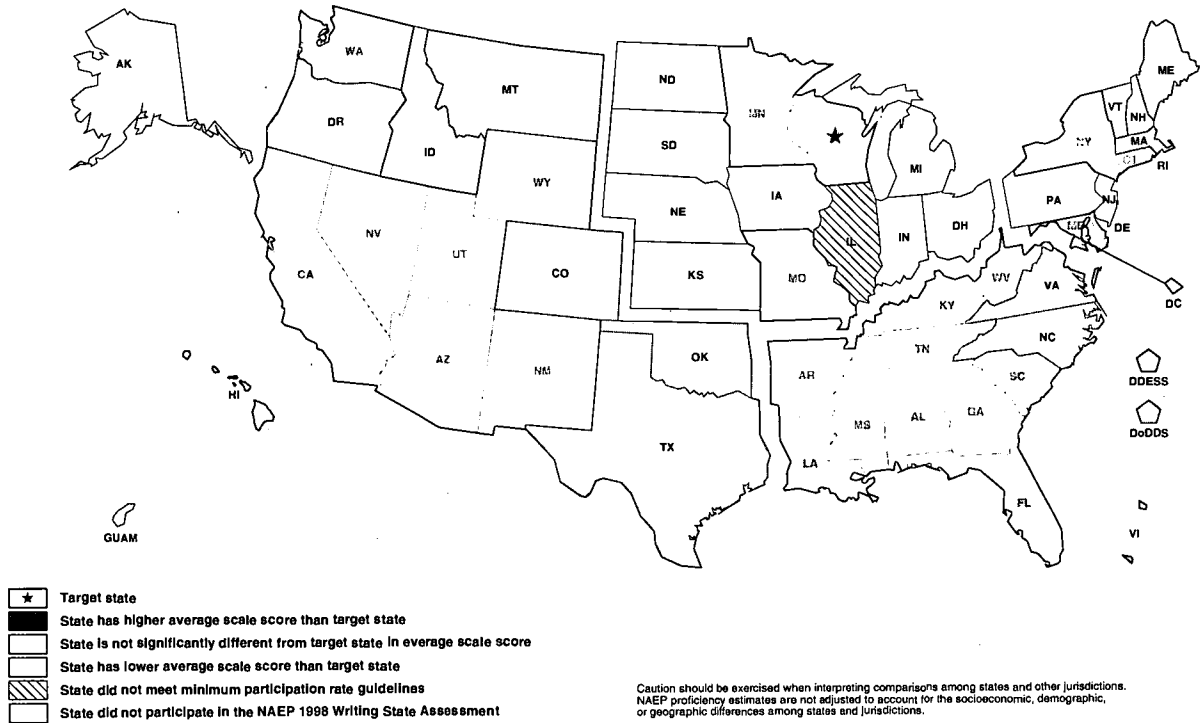 AK
WA
MT
ND
MN
ME
VT
NH
DR
ID
SD
NY
MA
CT
RI
WY
MI
IA
PA
NJ
NE
DH
DE
NV
UT
IL
IN
MD
CA
CO
KS
MO
WV
VA
KY
DC
AZ
NM
OK
TN
NC
AR
SC
DDESS
HI
MS
AL
GA
DoDDS
TX
LA
FL
GUAM
VI
Target state
State has higher average scale score than target state
State is not significantly different from target state in everage scale score
State has lower average scale score than target state
State did not meet minimum participation rate guidelines
State did not participate in the NAEP 1998 Writing State Assessment
Caution should be exercised when interpreting comparisons among states and other jurisdictions.
NAEP proficiency estimates are not adjusted to account for the socioeconomic, demographic,
or geographic differences among states and jurisdictions.